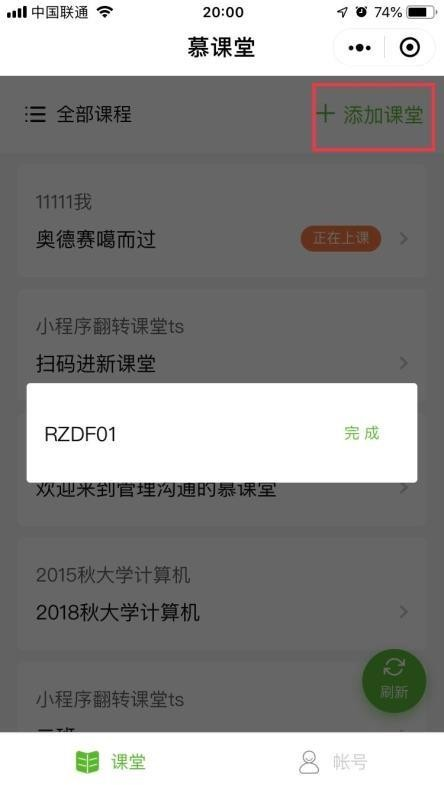 中国联通
20:00
74%
慕课堂
全部课程
添加课堂
11111我
奥德赛噶而过
正在上课
小程序翻转课堂ts
扫码进新课堂
RZDF01
完成
欢迎来到管理沟通的慕课堂
2015秋大学计算机
2018秋大学计算机
刷新
小程序翻转课堂ts
课堂
帐号